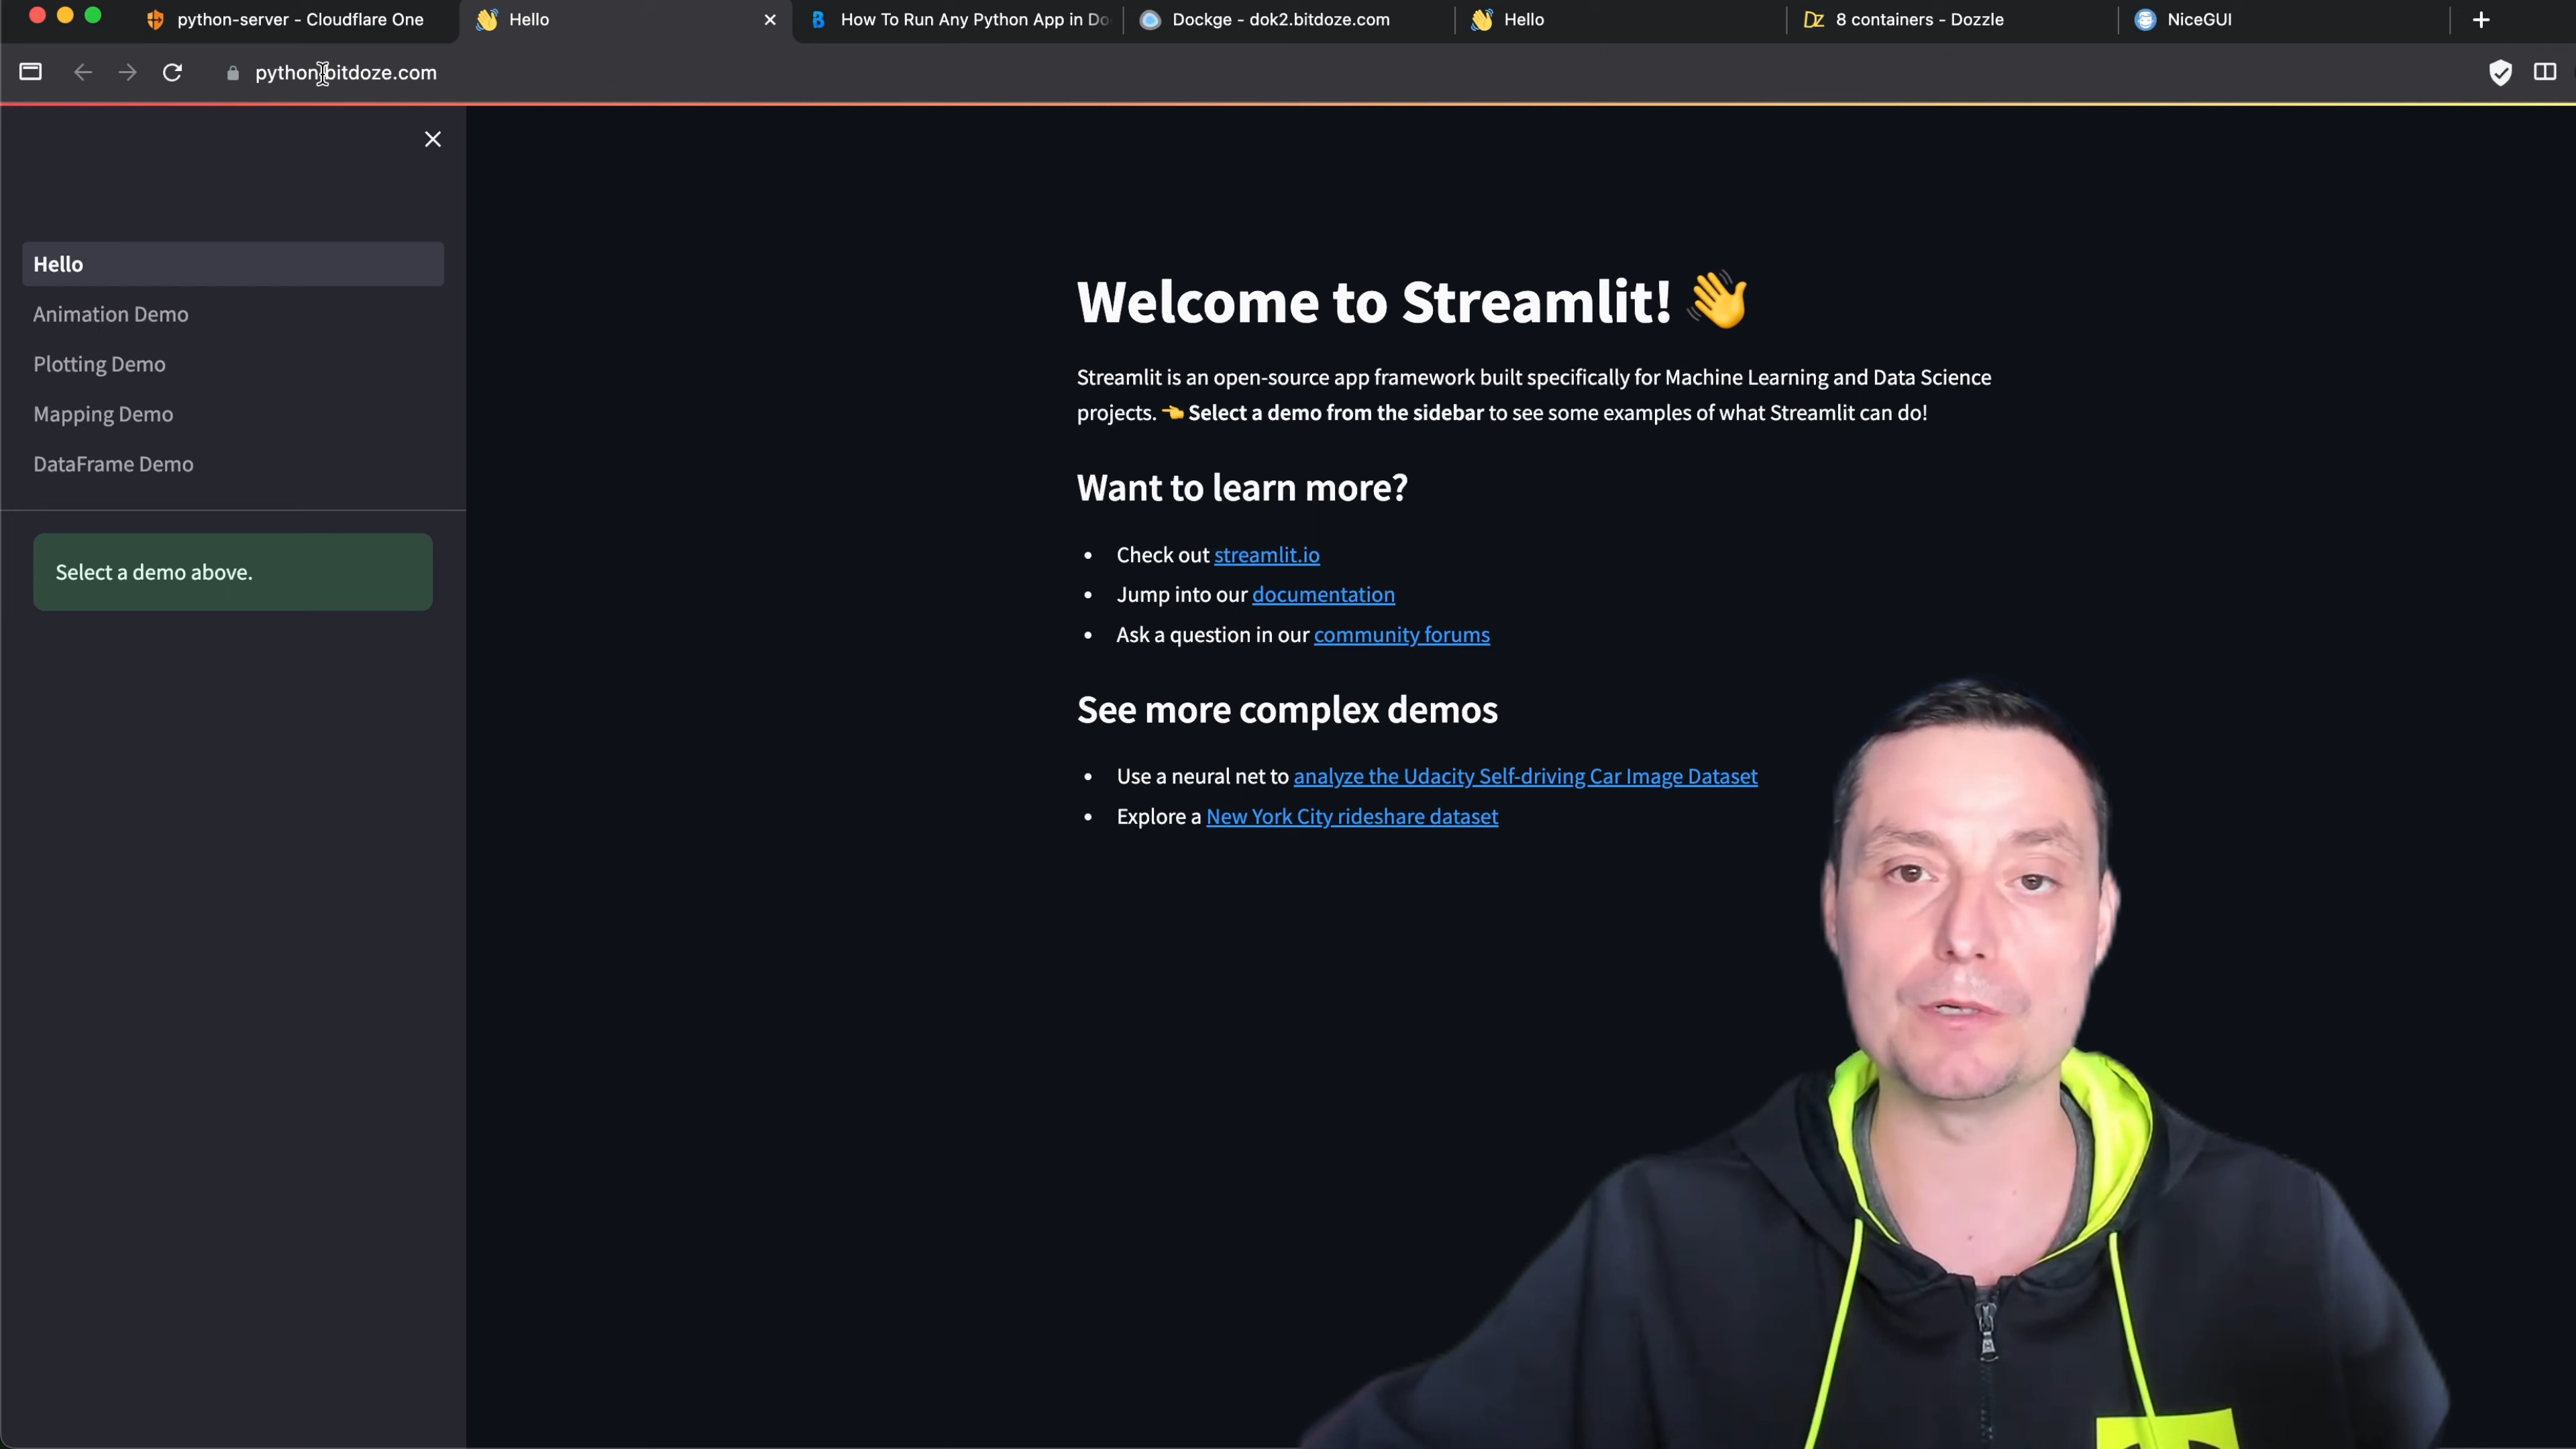 python-server - Cloudflare One
Hello
How To Run Any Python App in Do
Dockge - dok2.bitdoze.com
Hello
8 containers - Dozzle
NiceGUI
python.bitdoze.com
Hello
Animation Demo
Plotting Demo
Mapping Demo
DataFrame Demo
Select a demo above.
Welcome to Streamlit! 👋
Streamlit is an open-source app framework built specifically for Machine Learning and Data Science
projects. 👈 Select a demo from the sidebar to see some examples of what Streamlit can do!
Want to learn more?
• Check out streamlit.io
• Jump into our documentation
• Ask a question in our community forums
See more complex demos
• Use a neural net to analyze the Udacity Self-driving Car Image Dataset
• Explore a New York City rideshare dataset